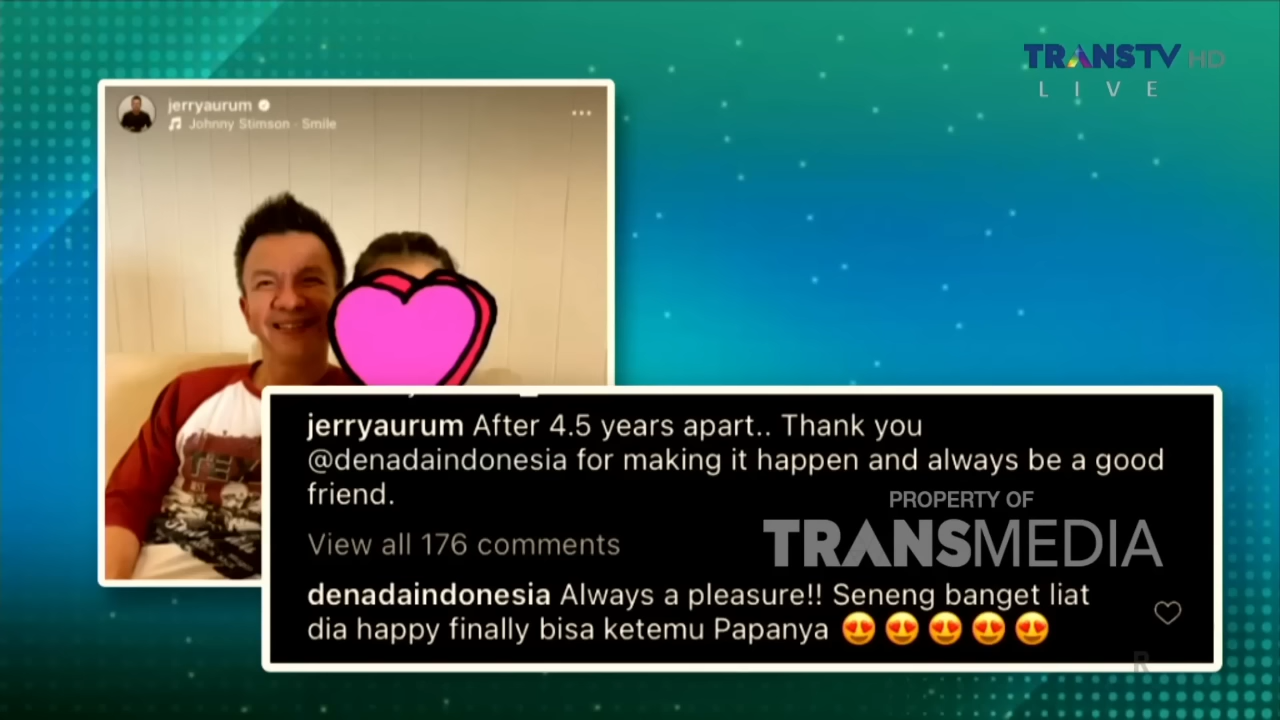 TRANSTV HD
LIVE
jerryaurum
Johnny Stimson · Smile
jerryaurum After 4.5 years apart.. Thank you
@denadaindonesia for making it happen and always be a good
friend.
View all 176 comments
PROPERTY OF
TRANSMEDIA
denadaindonesia Always a pleasure!! Seneng banget liat
dia happy finally bisa ketemu Papanya 😍😍😍😍😍
R